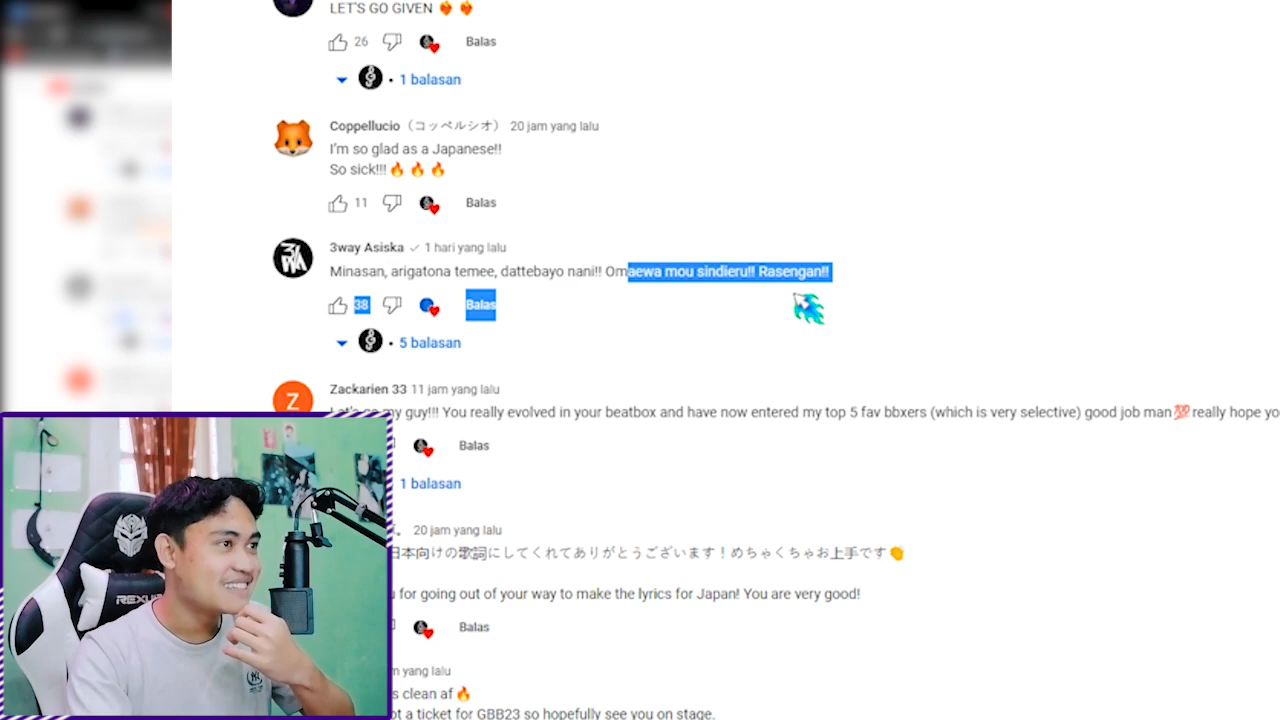 LET'S GO GIVEN ❤️‍🔥 ❤️‍🔥
26 Balas
• 1 balasan
Coppellucio（コッペルシオ） 20 jam yang lalu
I'm so glad as a Japanese!!
So sick!!! 🔥 🔥 🔥
11 Balas
3way Asiska 1 hari yang lalu
Minasan, arigatona temee, dattebayo nani!! Omaewa mou sindieru!! Rasengan!!
38 Balas
• 5 balasan
Z
Zackarien 33 11 jam yang lalu
Let's go my guy!!! You really evolved in your beatbox and have now entered my top 5 fav bbxers (which is very selective) good job man💯really hope yo
Balas
1 balasan
20 jam yang lalu
日本向けの歌詞にしてくれてありがとうございます！めちゃくちゃお上手です👏
for going out of your way to make the lyrics for Japan! You are very good!
Balas
yang lalu
s clean af🔥
ot a ticket for GBB23 so hopefully see you on stage.
REXUS